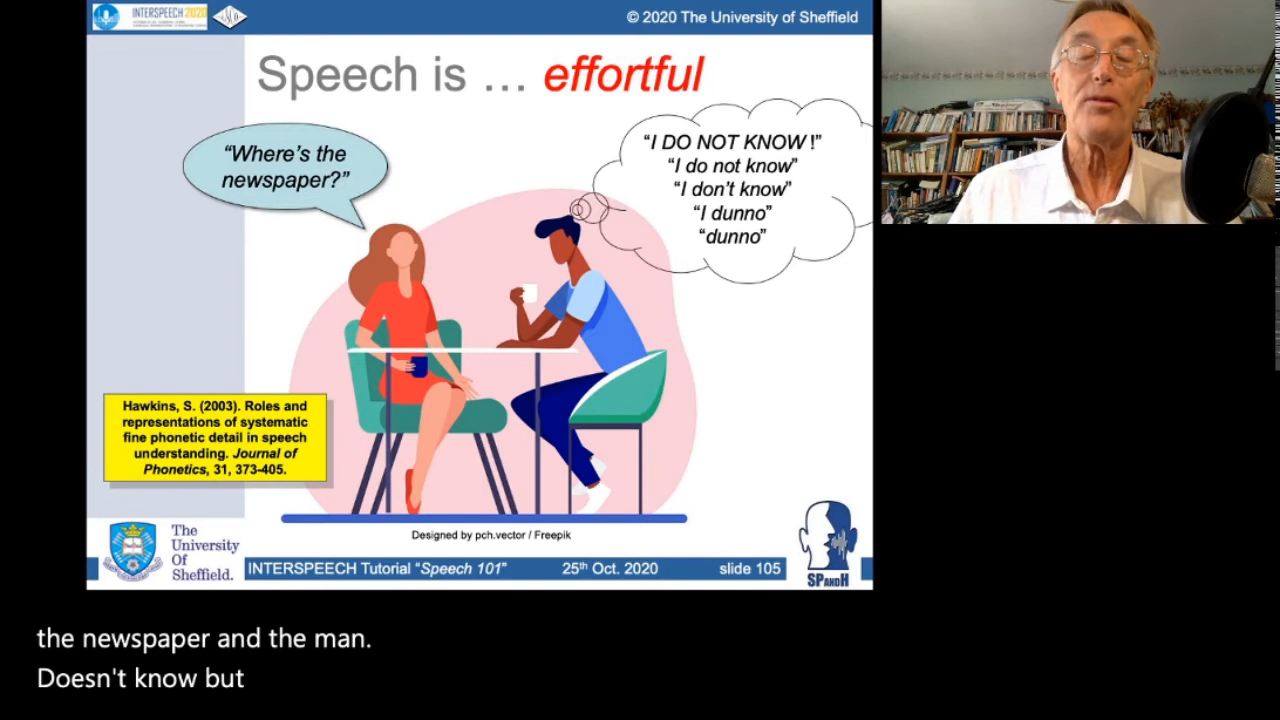 INTERSPEECH 2020
© 2020 The University of Sheffield
Speech is … effortful
“Where’s the
newspaper?”
“I DO NOT KNOW !”
“I do not know”
“I don’t know”
“I dunno”
“dunno”
Hawkins, S. (2003). Roles and
representations of systematic
fine phonetic detail in speech
understanding. Journal of
Phonetics, 31, 373-405.
Designed by pch.vector / Freepik
The
University
Of
Sheffield.
INTERSPEECH Tutorial “Speech 101” 25th Oct. 2020 slide 105
SPANDH
the newspaper and the man.
Doesn't know but